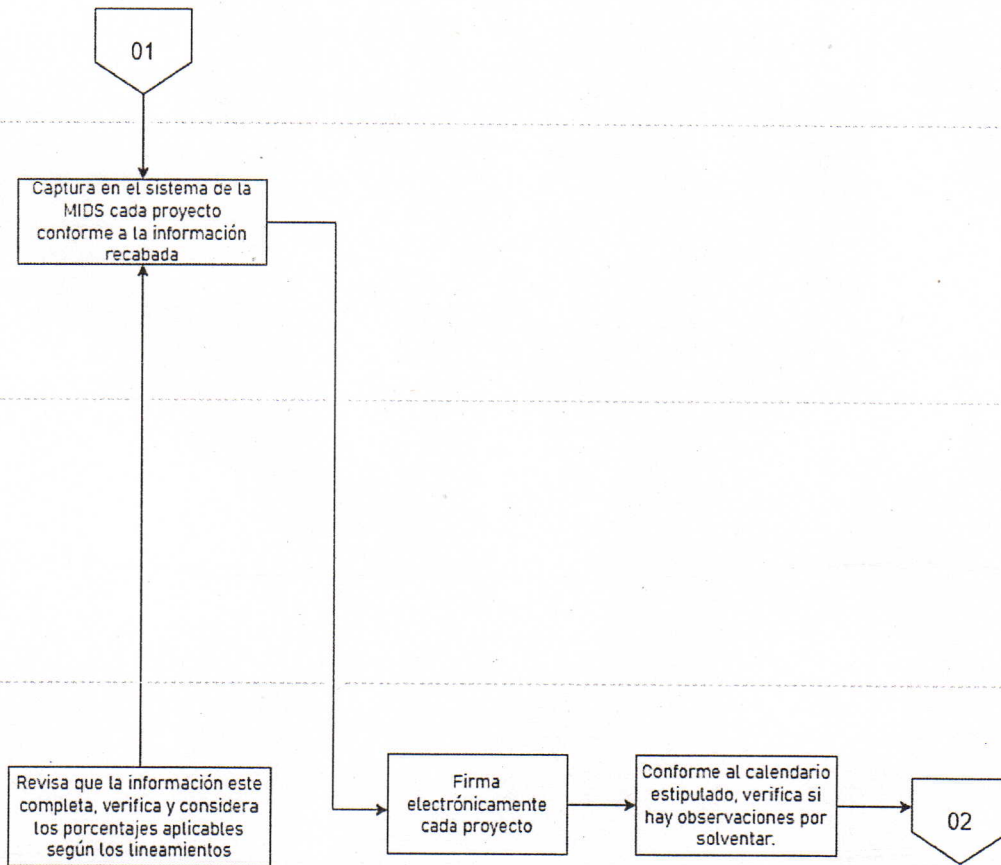 01
Captura en el sistema de la
MIDS cada proyecto
conforme a la información
recabada
Revisa que la información este
completa, verifica y considera
los porcentajes aplicables
según los lineamientos
Firma
electrónicamente
cada proyecto
Conforme al calendario
estipulado, verifica si
hay observaciones por
solventar.
02